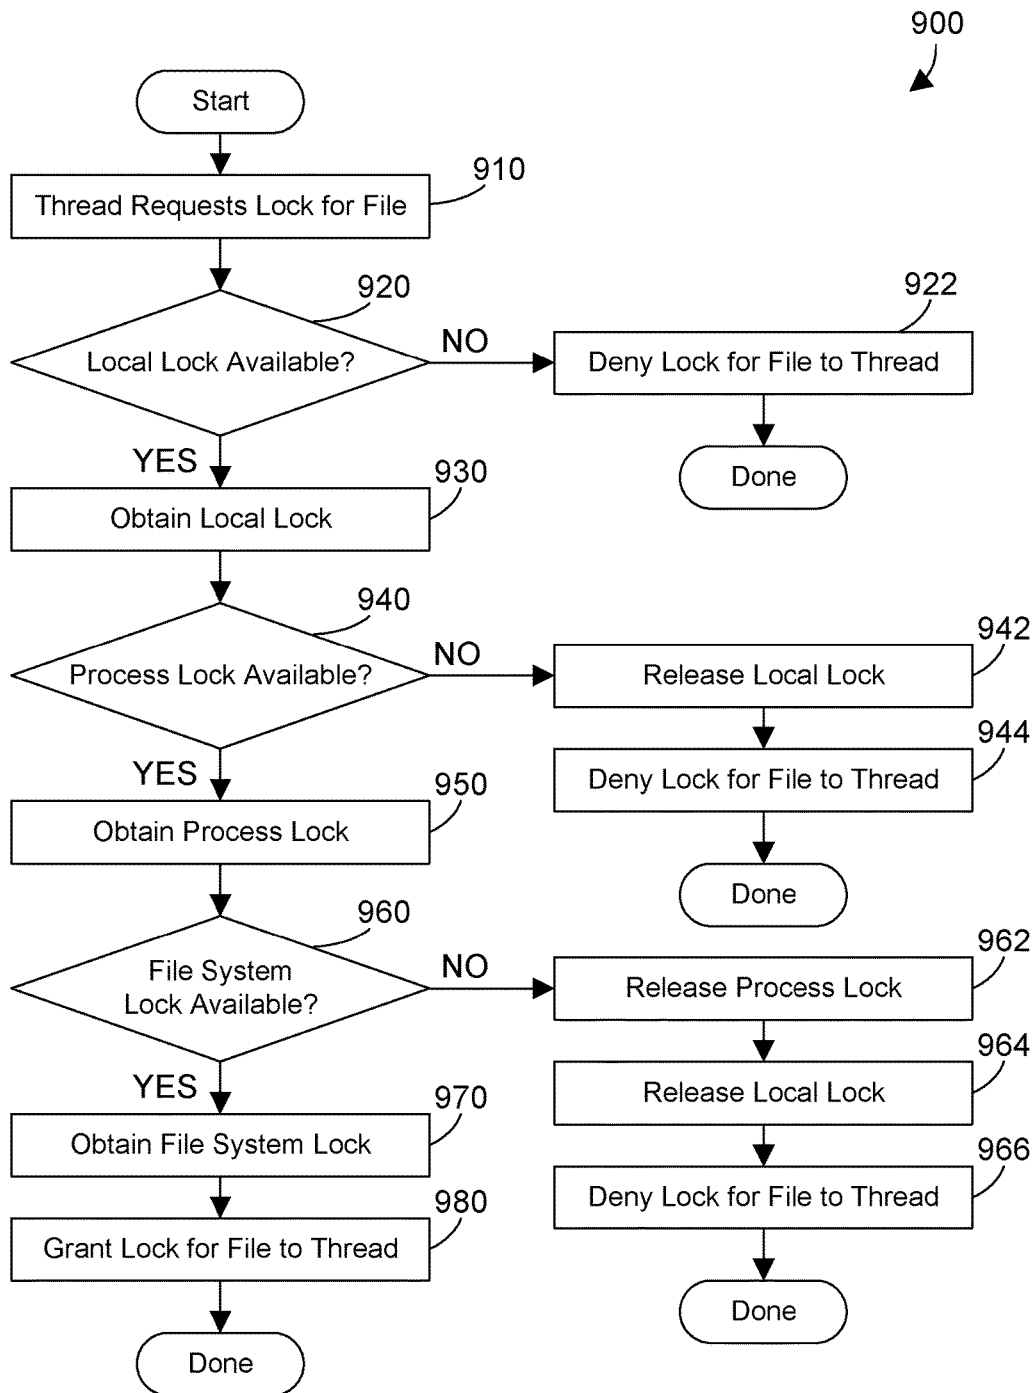 900
Start
910
Thread Requests Lock for File
920
Local Lock Available?
NO
922
Deny Lock for File to Thread
Done
YES
930
Obtain Local Lock
940
Process Lock Available?
NO
942
Release Local Lock
944
Deny Lock for File to Thread
Done
YES
950
Obtain Process Lock
960
File System
Lock Available?
NO
962
Release Process Lock
964
Release Local Lock
966
Deny Lock for File to Thread
Done
YES
970
Obtain File System Lock
980
Grant Lock for File to Thread
Done